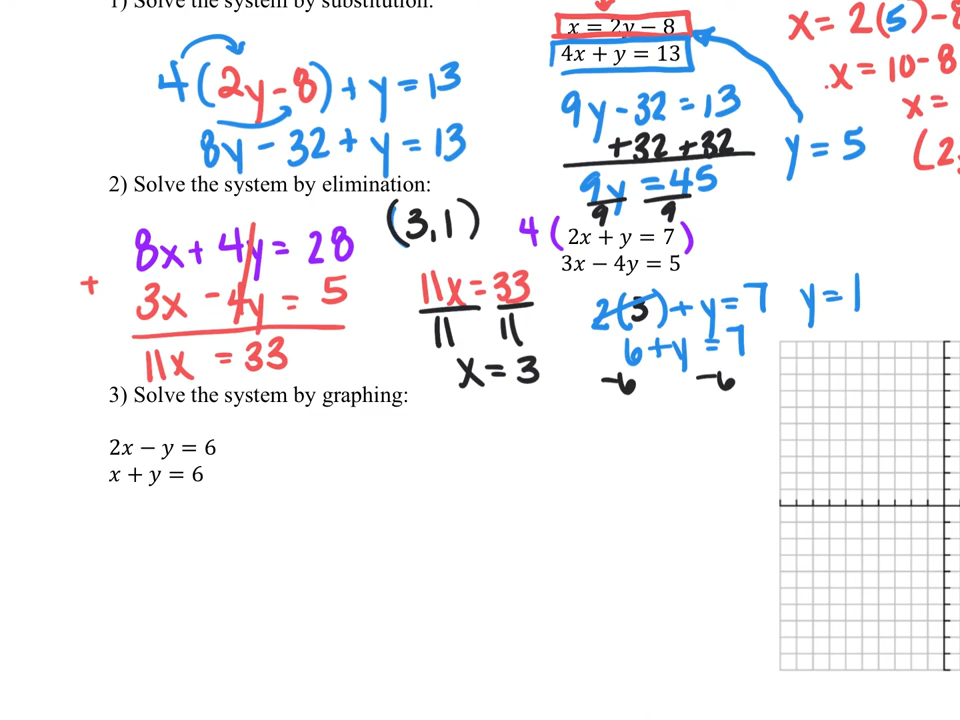 1) Solve the system by substitution:
x = 2y − 8
4x + y = 13
4(2y-8)+y=13
8y-32+y=13
9y-32=13
+32 +32
9y=45
9 9
y=5
x=2(5)-8
x=10-8
x=
(2,
2) Solve the system by elimination:
4(2x + y = 7)
3x − 4y = 5
8x+4y=28
+ 3x-4y=5
11x=33
(3,1)
11x=33
11 11
x=3
2(3)+y=7
6+y=7
-6 -6
y=1
3) Solve the system by graphing:
2x − y = 6
x + y = 6